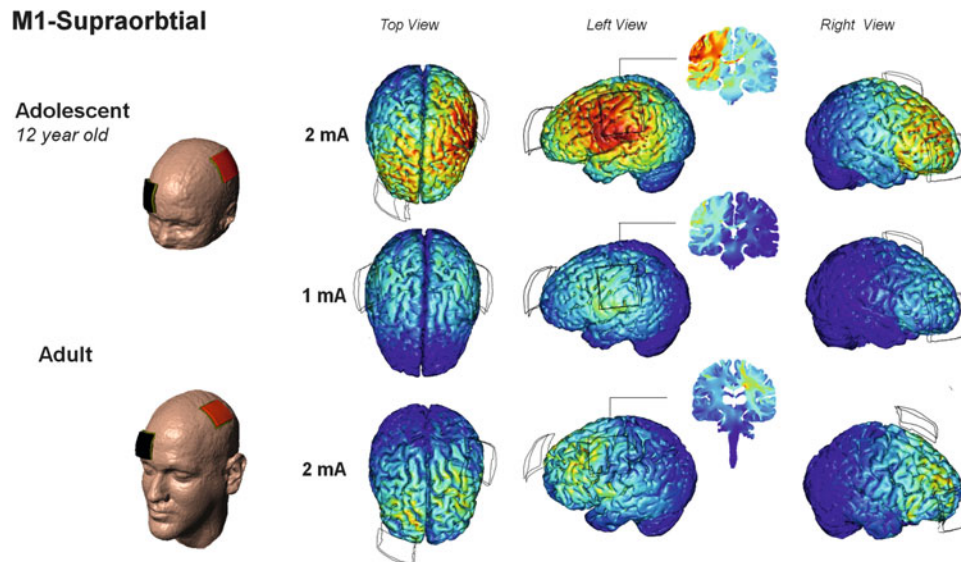 M1-Supraorbtial
Top View
Left View
Right View
Adolescent
12 year old
2 mA
1 mA
Adult
2 mA